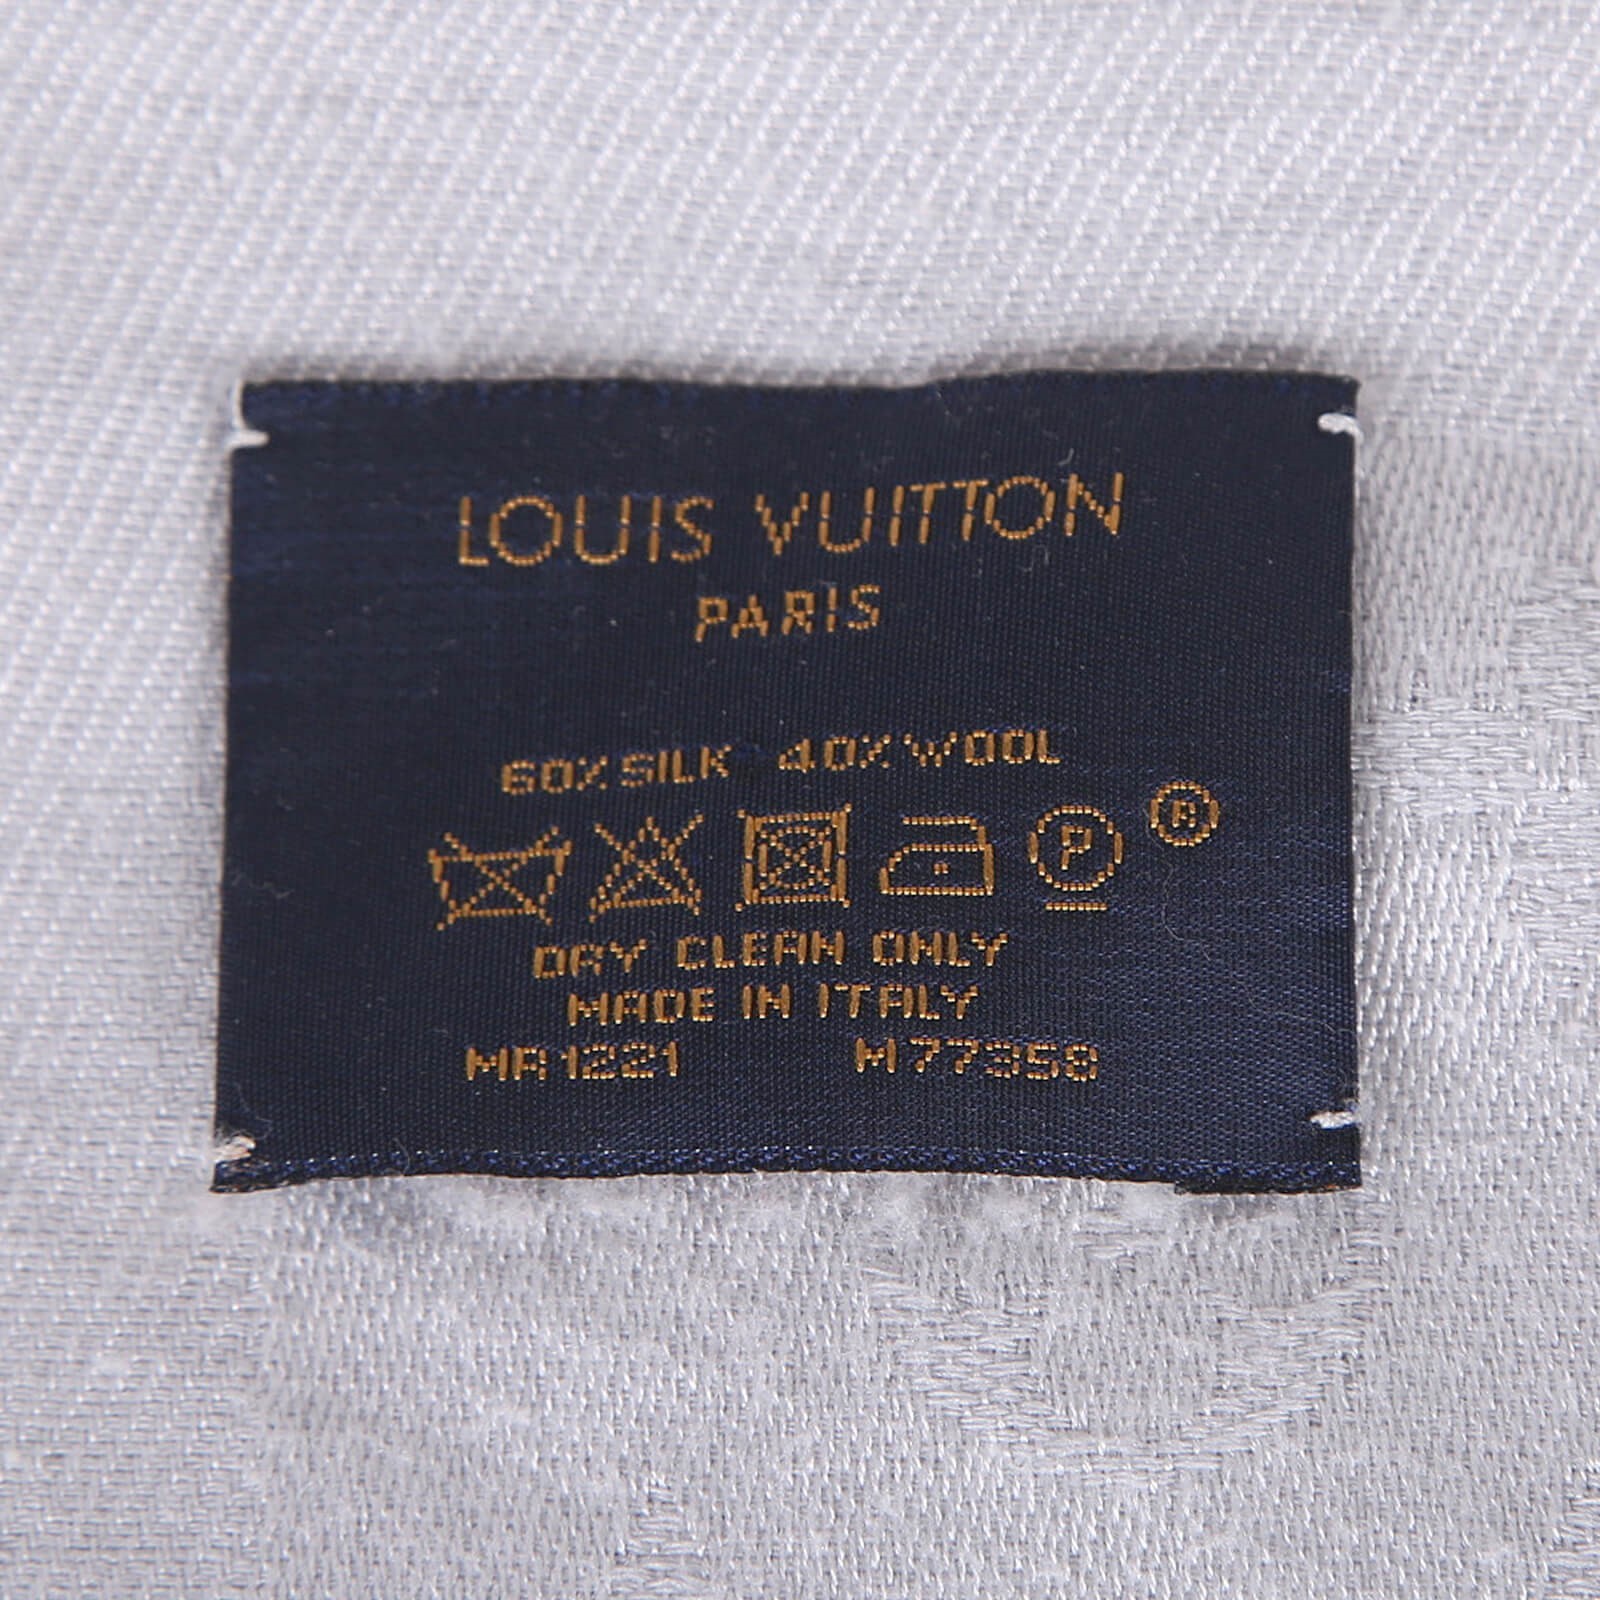 LOUIS VUITTON
PARIS
60% SILK 40% WOOL
P ®
DRY CLEAN ONLY
MADE IN ITALY
MR1221 M77358